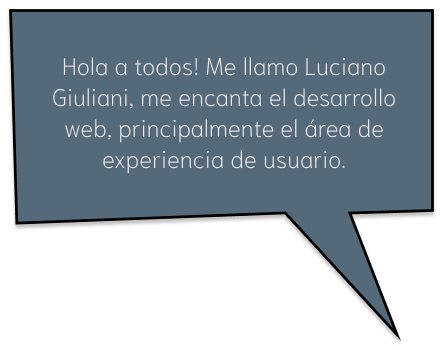 Hola a todos! Me llamo Luciano
Giuliani, me encanta el desarrollo
web, principalmente el área de
experiencia de usuario.